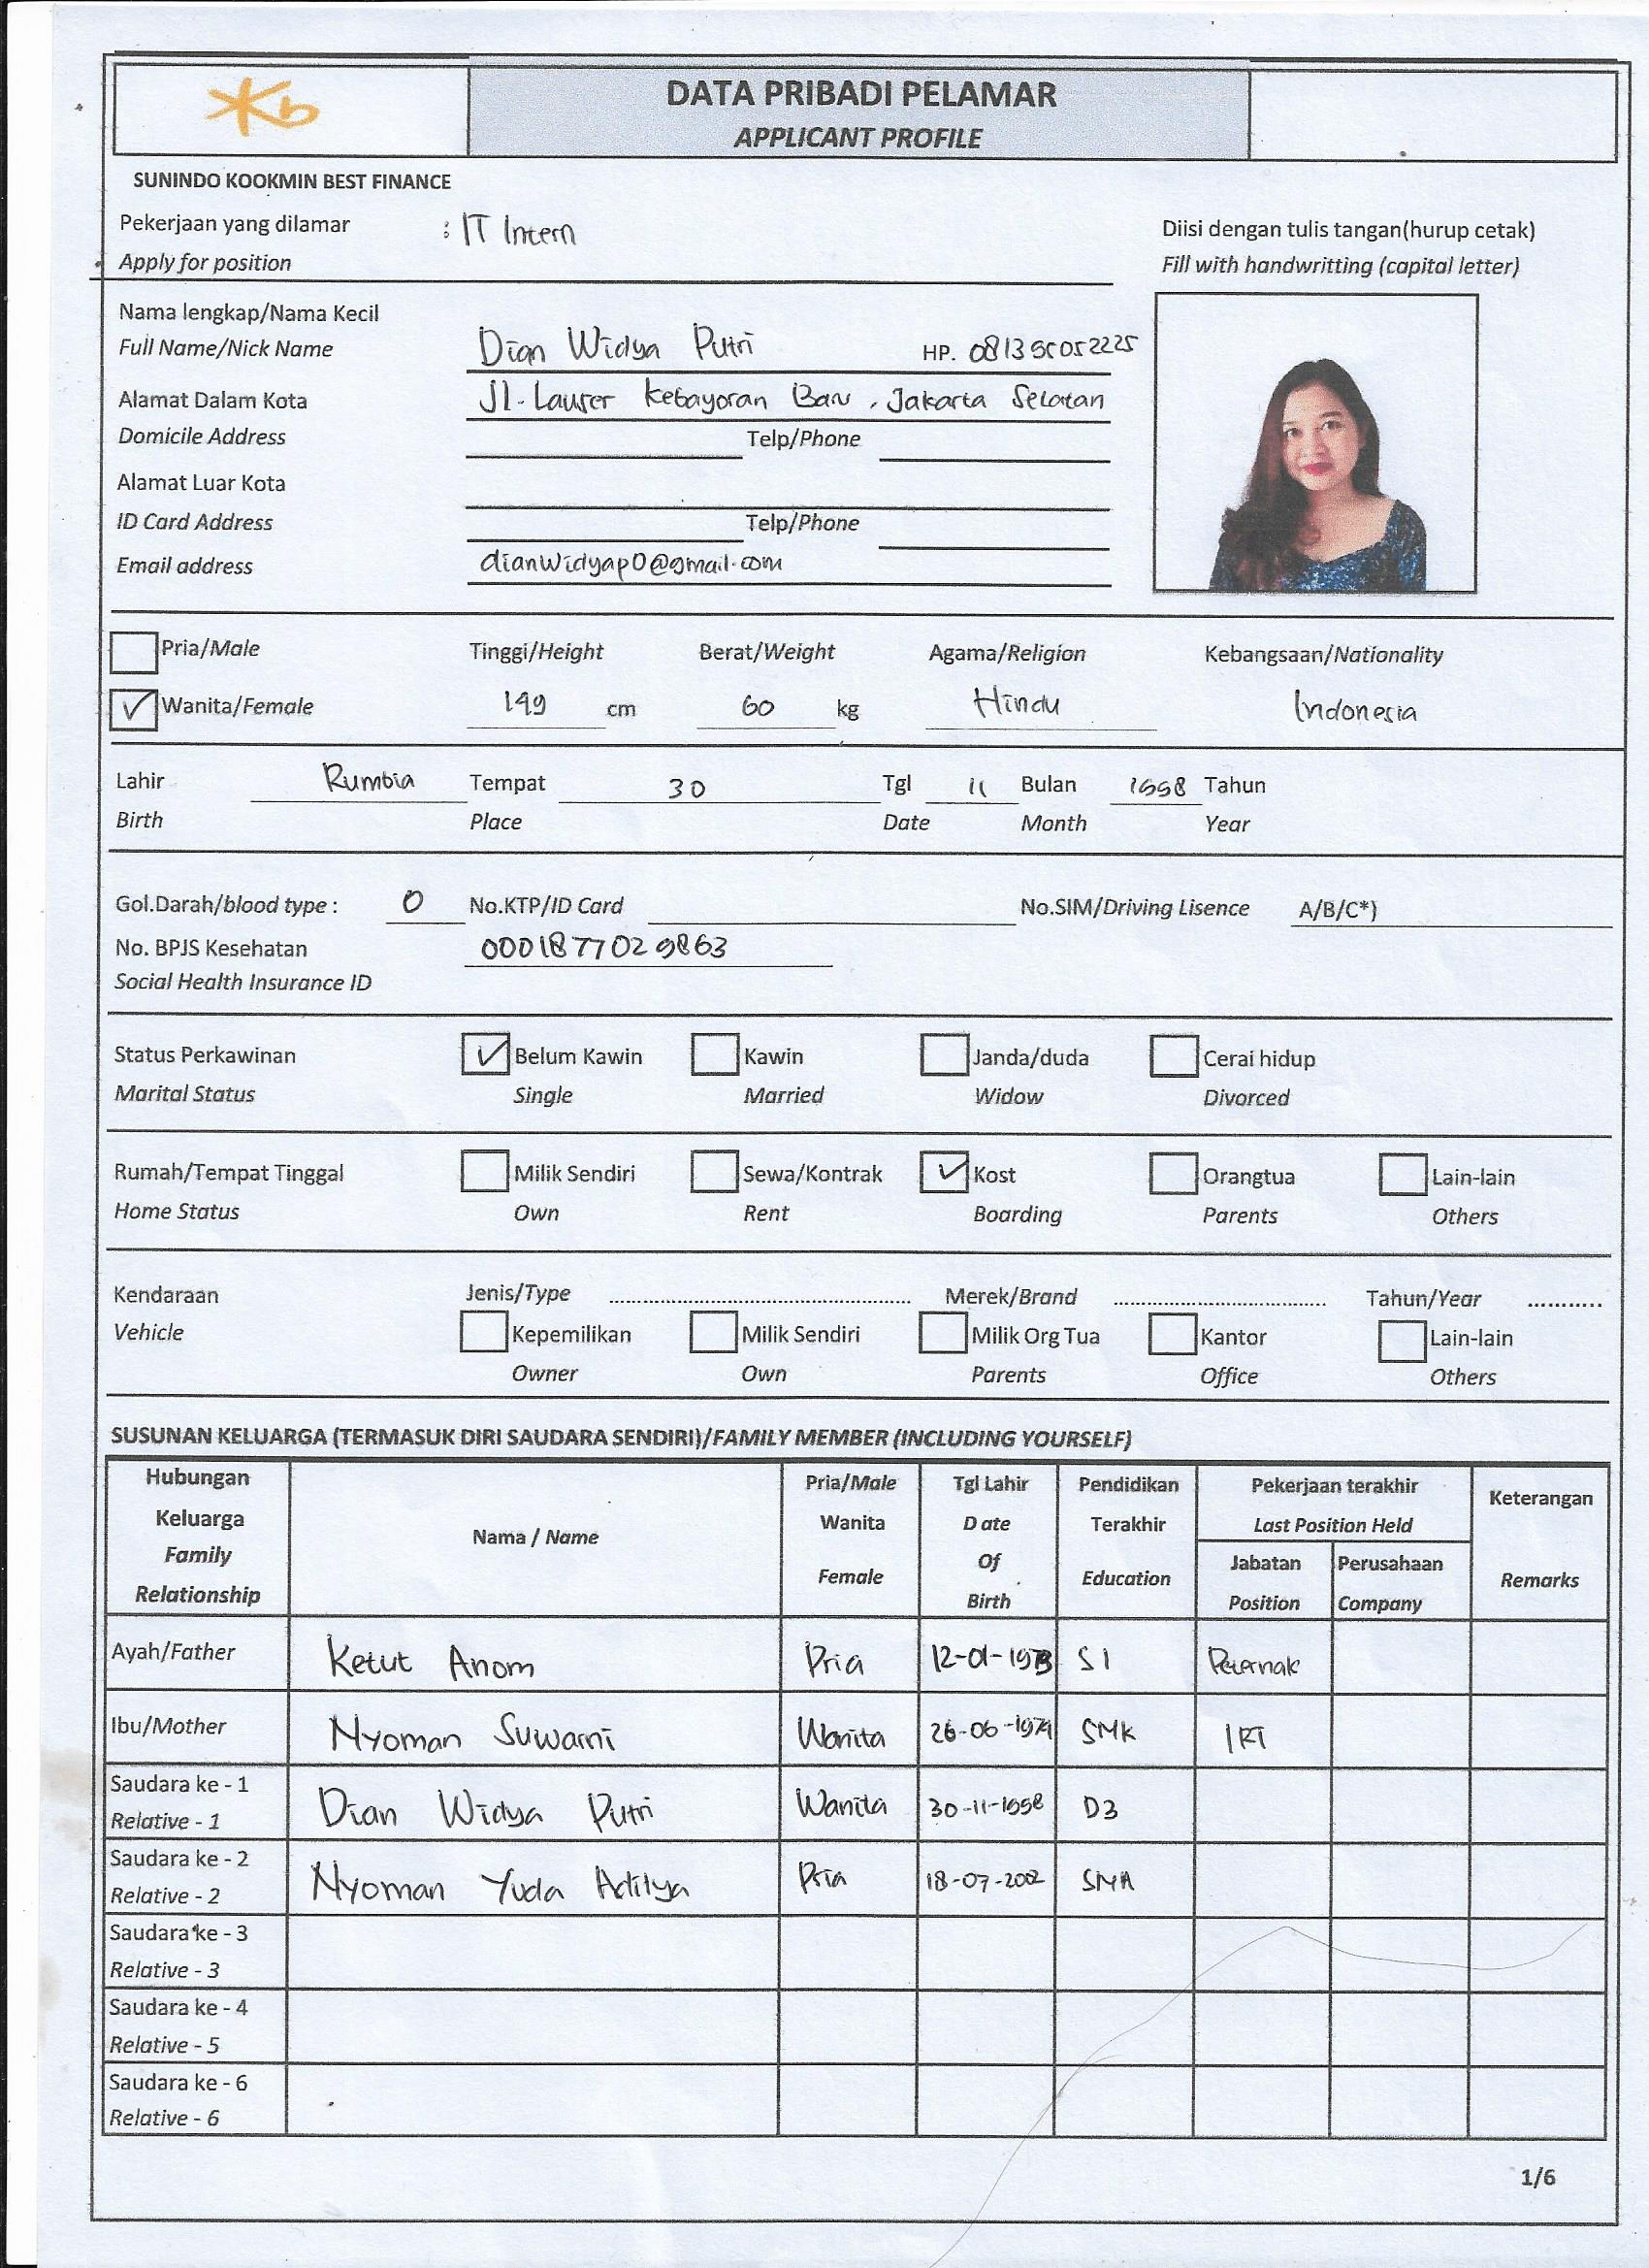 Kb
DATA PRIBADI PELAMAR
APPLICANT PROFILE
SUNINDO KOOKMIN BEST FINANCE
Pekerjaan yang dilamar : IT Intern
Apply for position
Diisi dengan tulis tangan(hurup cetak)
Fill with handwritting (capital letter)
Nama lengkap/Nama Kecil
Full Name/Nick Name Dian Widya Putri HP.
Alamat Dalam Kota Jl. Lauser Kebayoran Baru, Jakarta Selatan
Domicile Address Telp/Phone
Alamat Luar Kota
ID Card Address Telp/Phone
Email address dianwidyap0@gmail.com
Pria/Male Tinggi/Height Berat/Weight Agama/Religion Kebangsaan/Nationality
Wanita/Female 149 cm 60 kg Hindu Indonesia
Lahir Rumbia Tempat 30 Tgl 11 Bulan 1998 Tahun
Birth Place Date Month Year
Gol.Darah/blood type : O No.KTP/ID Card No.SIM/Driving Lisence A/B/C*)
No. BPJS Kesehatan 0001877029863
Social Health Insurance ID
Status Perkawinan Belum Kawin Kawin Janda/duda Cerai hidup
Marital Status Single Married Widow Divorced
Rumah/Tempat Tinggal Milik Sendiri Sewa/Kontrak Kost Orangtua Lain-lain
Home Status Own Rent Boarding Parents Others
Kendaraan Jenis/Type Merek/Brand Tahun/Year
Vehicle Kepemilikan Milik Sendiri Milik Org Tua Kantor Lain-lain
Owner Own Parents Office Others
SUSUNAN KELUARGA (TERMASUK DIRI SAUDARA SENDIRI)/FAMILY MEMBER (INCLUDING YOURSELF)
Hubungan Keluarga Family Relationship
Nama / Name
Pria/Male Wanita Female
Tgl Lahir D ate Of Birth
Pendidikan Terakhir Education
Pekerjaan terakhir Last Position Held
Jabatan Position
Perusahaan Company
Keterangan Remarks
Ayah/Father Ketut Anom Pria 12-01-1973 S1 Peternak
Ibu/Mother Nyoman Suwarni Wanita 26-06-1974 SMK IRT
Saudara ke - 1
Relative - 1 Dian Widya Putri Wanita 30-11-1998 D3
Saudara ke - 2
Relative - 2 Nyoman Yuda Aditya Pria 18-07-2002 SMA
Saudara ke - 3
Relative - 3
Saudara ke - 4
Relative - 5
Saudara ke - 6
Relative - 6
1/6